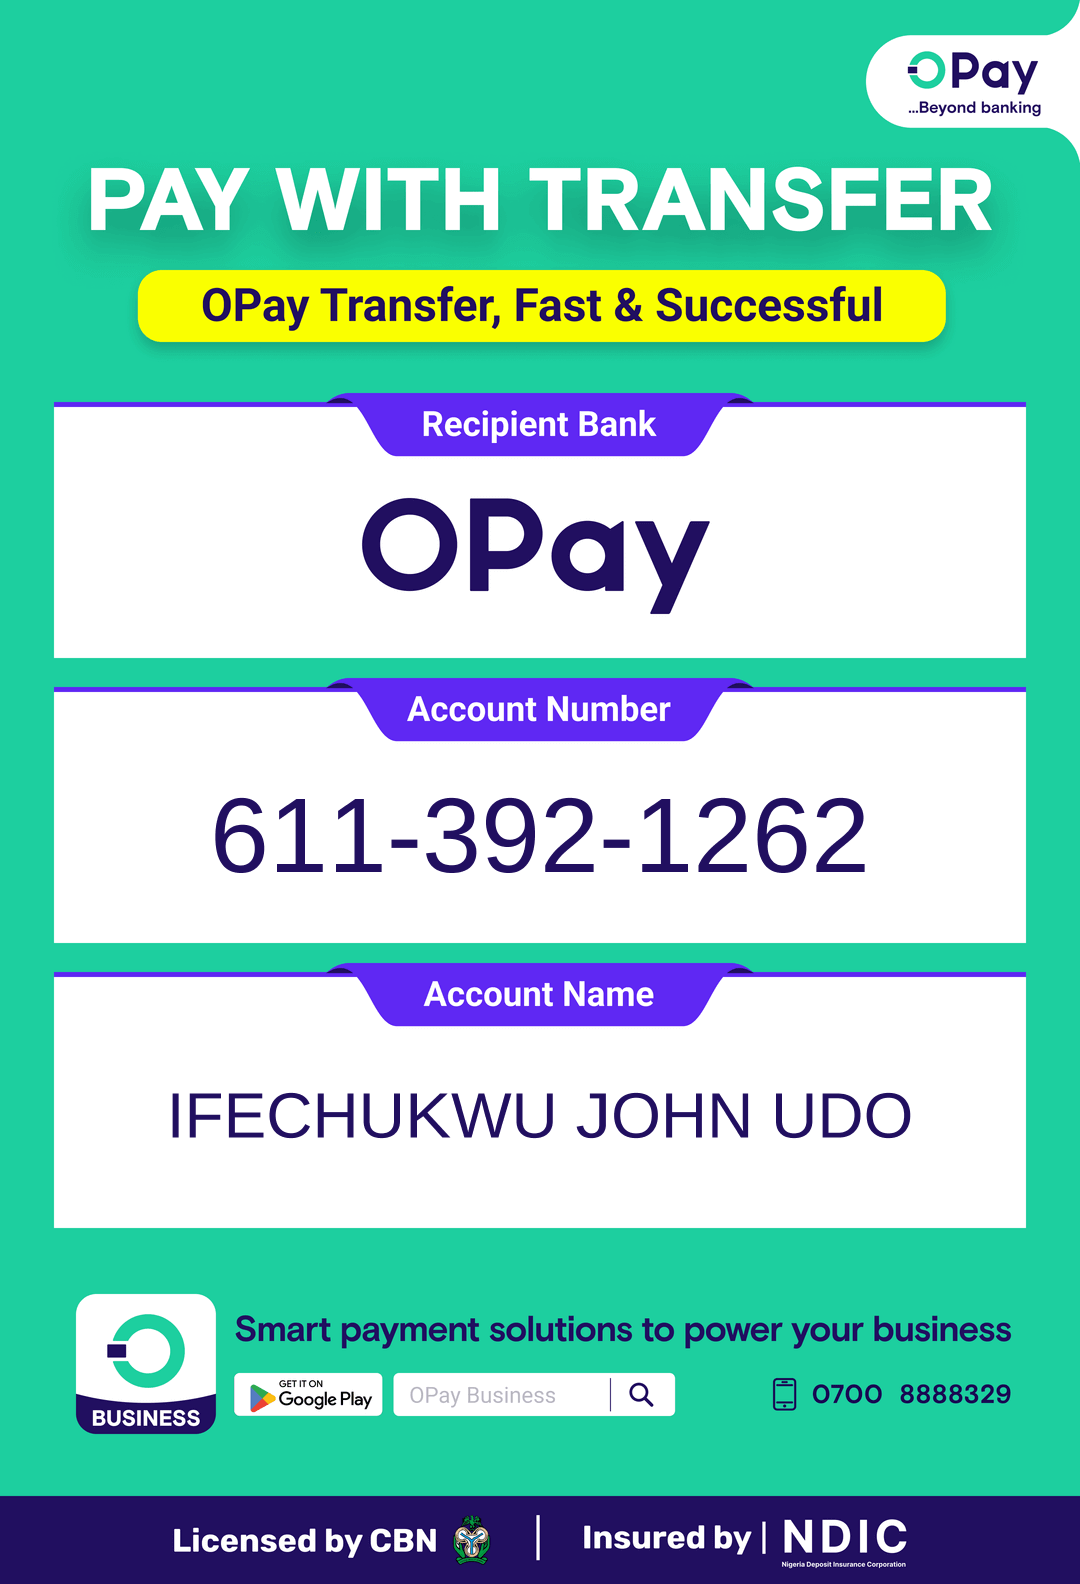 OPay
...Beyond banking
PAY WITH TRANSFER
OPay Transfer, Fast & Successful
Recipient Bank
OPay
Account Number
611-392-1262
Account Name
IFECHUKWU JOHN UDO
BUSINESS
Smart payment solutions to power your business
GET IT ON
Google Play
OPay Business
0700 8888329
Licensed by CBN
Insured by | NDIC
Nigeria Deposit Insurance Corporation